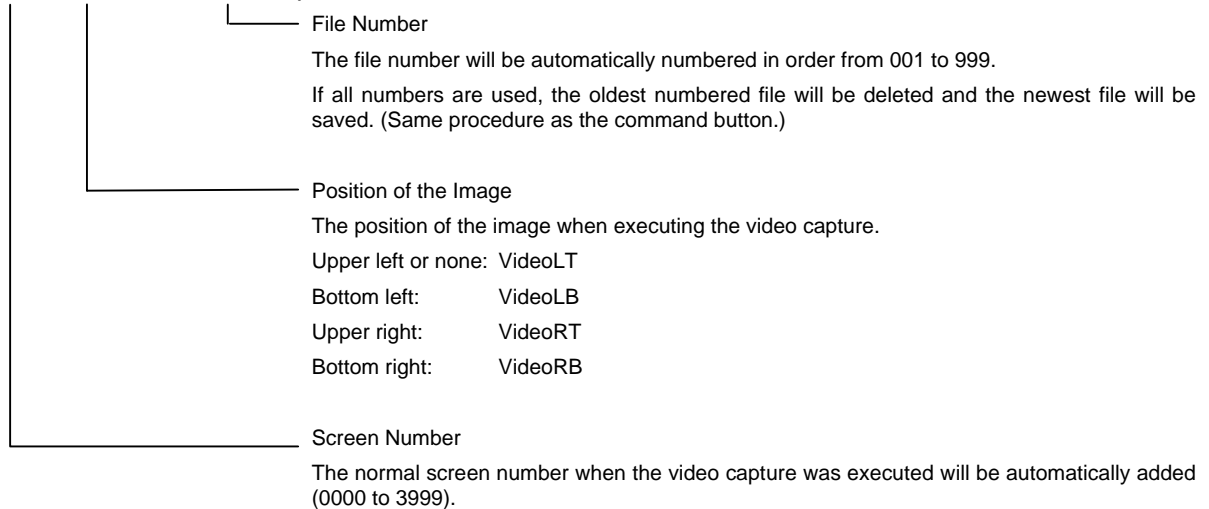 File Number
The file number will be automatically numbered in order from 001 to 999.
If all numbers are used, the oldest numbered file will be deleted and the newest file will be
saved. (Same procedure as the command button.)
Position of the Image
The position of the image when executing the video capture.
Upper left or none: VideoLT
Bottom left: VideoLB
Upper right: VideoRT
Bottom right: VideoRB
Screen Number
The normal screen number when the video capture was executed will be automatically added
(0000 to 3999).